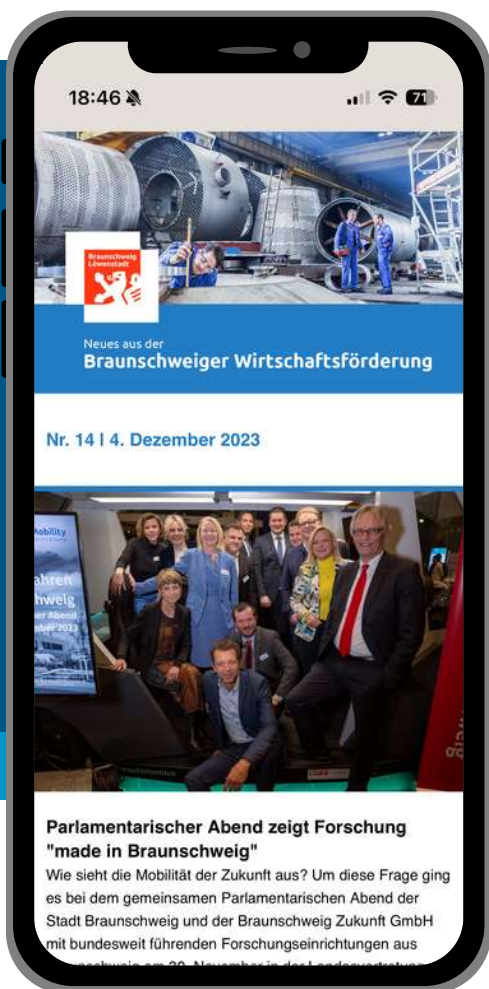 18:46
71
Braunschweig
Löwenstadt
Neues aus der
Braunschweiger Wirtschaftsförderung
Nr. 14 I 4. Dezember 2023
Mobility
Parlamentarischer Abend zeigt Forschung
"made in Braunschweig"
Wie sieht die Mobilität der Zukunft aus? Um diese Frage ging
es bei dem gemeinsamen Parlamentarischen Abend der
Stadt Braunschweig und der Braunschweig Zukunft GmbH
mit bundesweit führenden Forschungseinrichtungen aus